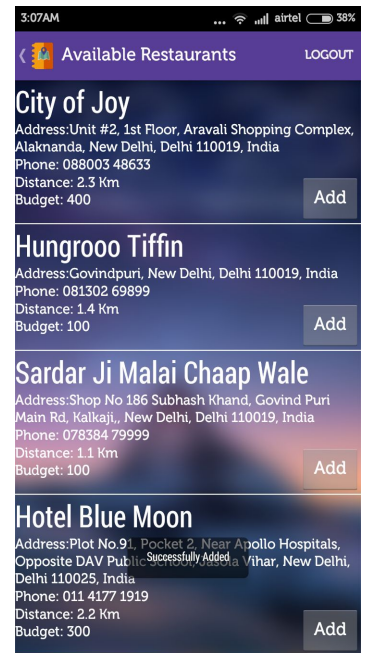 3:07AM ... airtel 38%
Available Restaurants LOGOUT
City of Joy
Address:Unit #2, 1st Floor, Aravali Shopping Complex,
Alaknanda, New Delhi, Delhi 110019, India
Phone: 088003 48633
Distance: 2.3 Km
Budget: 400
Add
Hungrooo Tiffin
Address:Govindpuri, New Delhi, Delhi 110019, India
Phone: 081302 69899
Distance: 1.4 Km
Budget: 100
Add
Sardar Ji Malai Chaap Wale
Address:Shop No 186 Subhash Khand, Govind Puri
Main Rd, Kalkaji,, New Delhi, Delhi 110019, India
Phone: 078384 79999
Distance: 1.1 Km
Budget: 100
Add
Hotel Blue Moon
Address:Plot No.91, Pocket 2, Near Apollo Hospitals,
Opposite DAV Public School, Jasola Vihar, New Delhi,
Successfully Added
Delhi 110025, India
Phone: 011 4177 1919
Distance: 2.2 Km
Budget: 300
Add